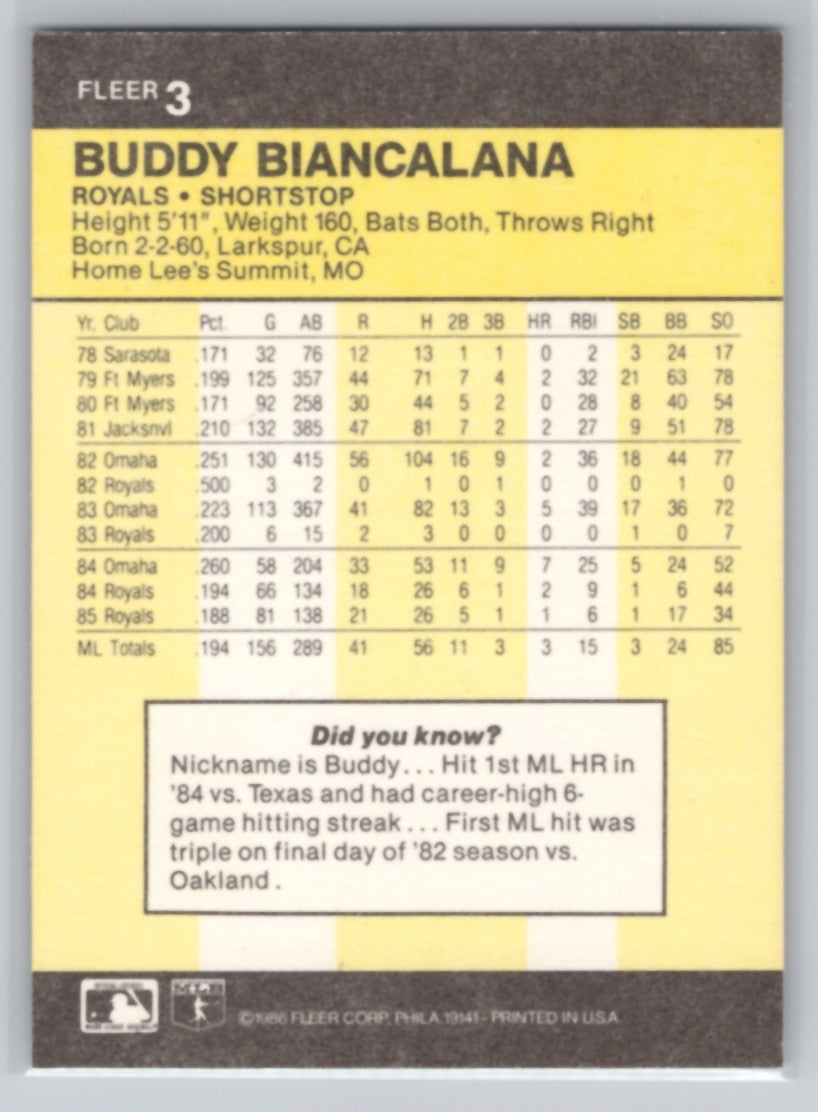 FLEER 3
BUDDY BIANCALANA
ROYALS • SHORTSTOP
Height 5'11", Weight 160, Bats Both, Throws Right
Born 2-2-60, Larkspur, CA
Home Lee's Summit, MO
Yr. Club Pct. G AB R H 2B 3B HR RBI SB BB SO
78 Sarasota .171 32 76 12 13 1 1 0 2 3 24 17
79 Ft Myers .199 125 357 44 71 7 4 2 32 21 63 78
80 Ft Myers .171 92 258 30 44 5 2 0 28 8 40 54
81 Jacksnvl .210 132 385 47 81 7 2 2 27 9 51 78
82 Omaha .251 130 415 56 104 16 9 2 36 18 44 77
82 Royals .500 3 2 0 1 0 1 0 0 0 1 0
83 Omaha .223 113 367 41 82 13 3 5 39 17 36 72
83 Royals .200 6 15 2 3 0 0 0 0 1 0 7
84 Omaha .260 58 204 33 53 11 9 7 25 5 24 52
84 Royals .194 66 134 18 26 6 1 2 9 1 6 44
85 Royals .188 81 138 21 26 5 1 1 6 1 17 34
ML Totals .194 156 289 41 56 11 3 3 15 3 24 85
Did you know?
Nickname is Buddy... Hit 1st ML HR in
'84 vs. Texas and had career-high 6-
game hitting streak... First ML hit was
triple on final day of '82 season vs.
Oakland.
MLB
©1986 FLEER CORP. PHILA 19141 - PRINTED IN U.S.A.